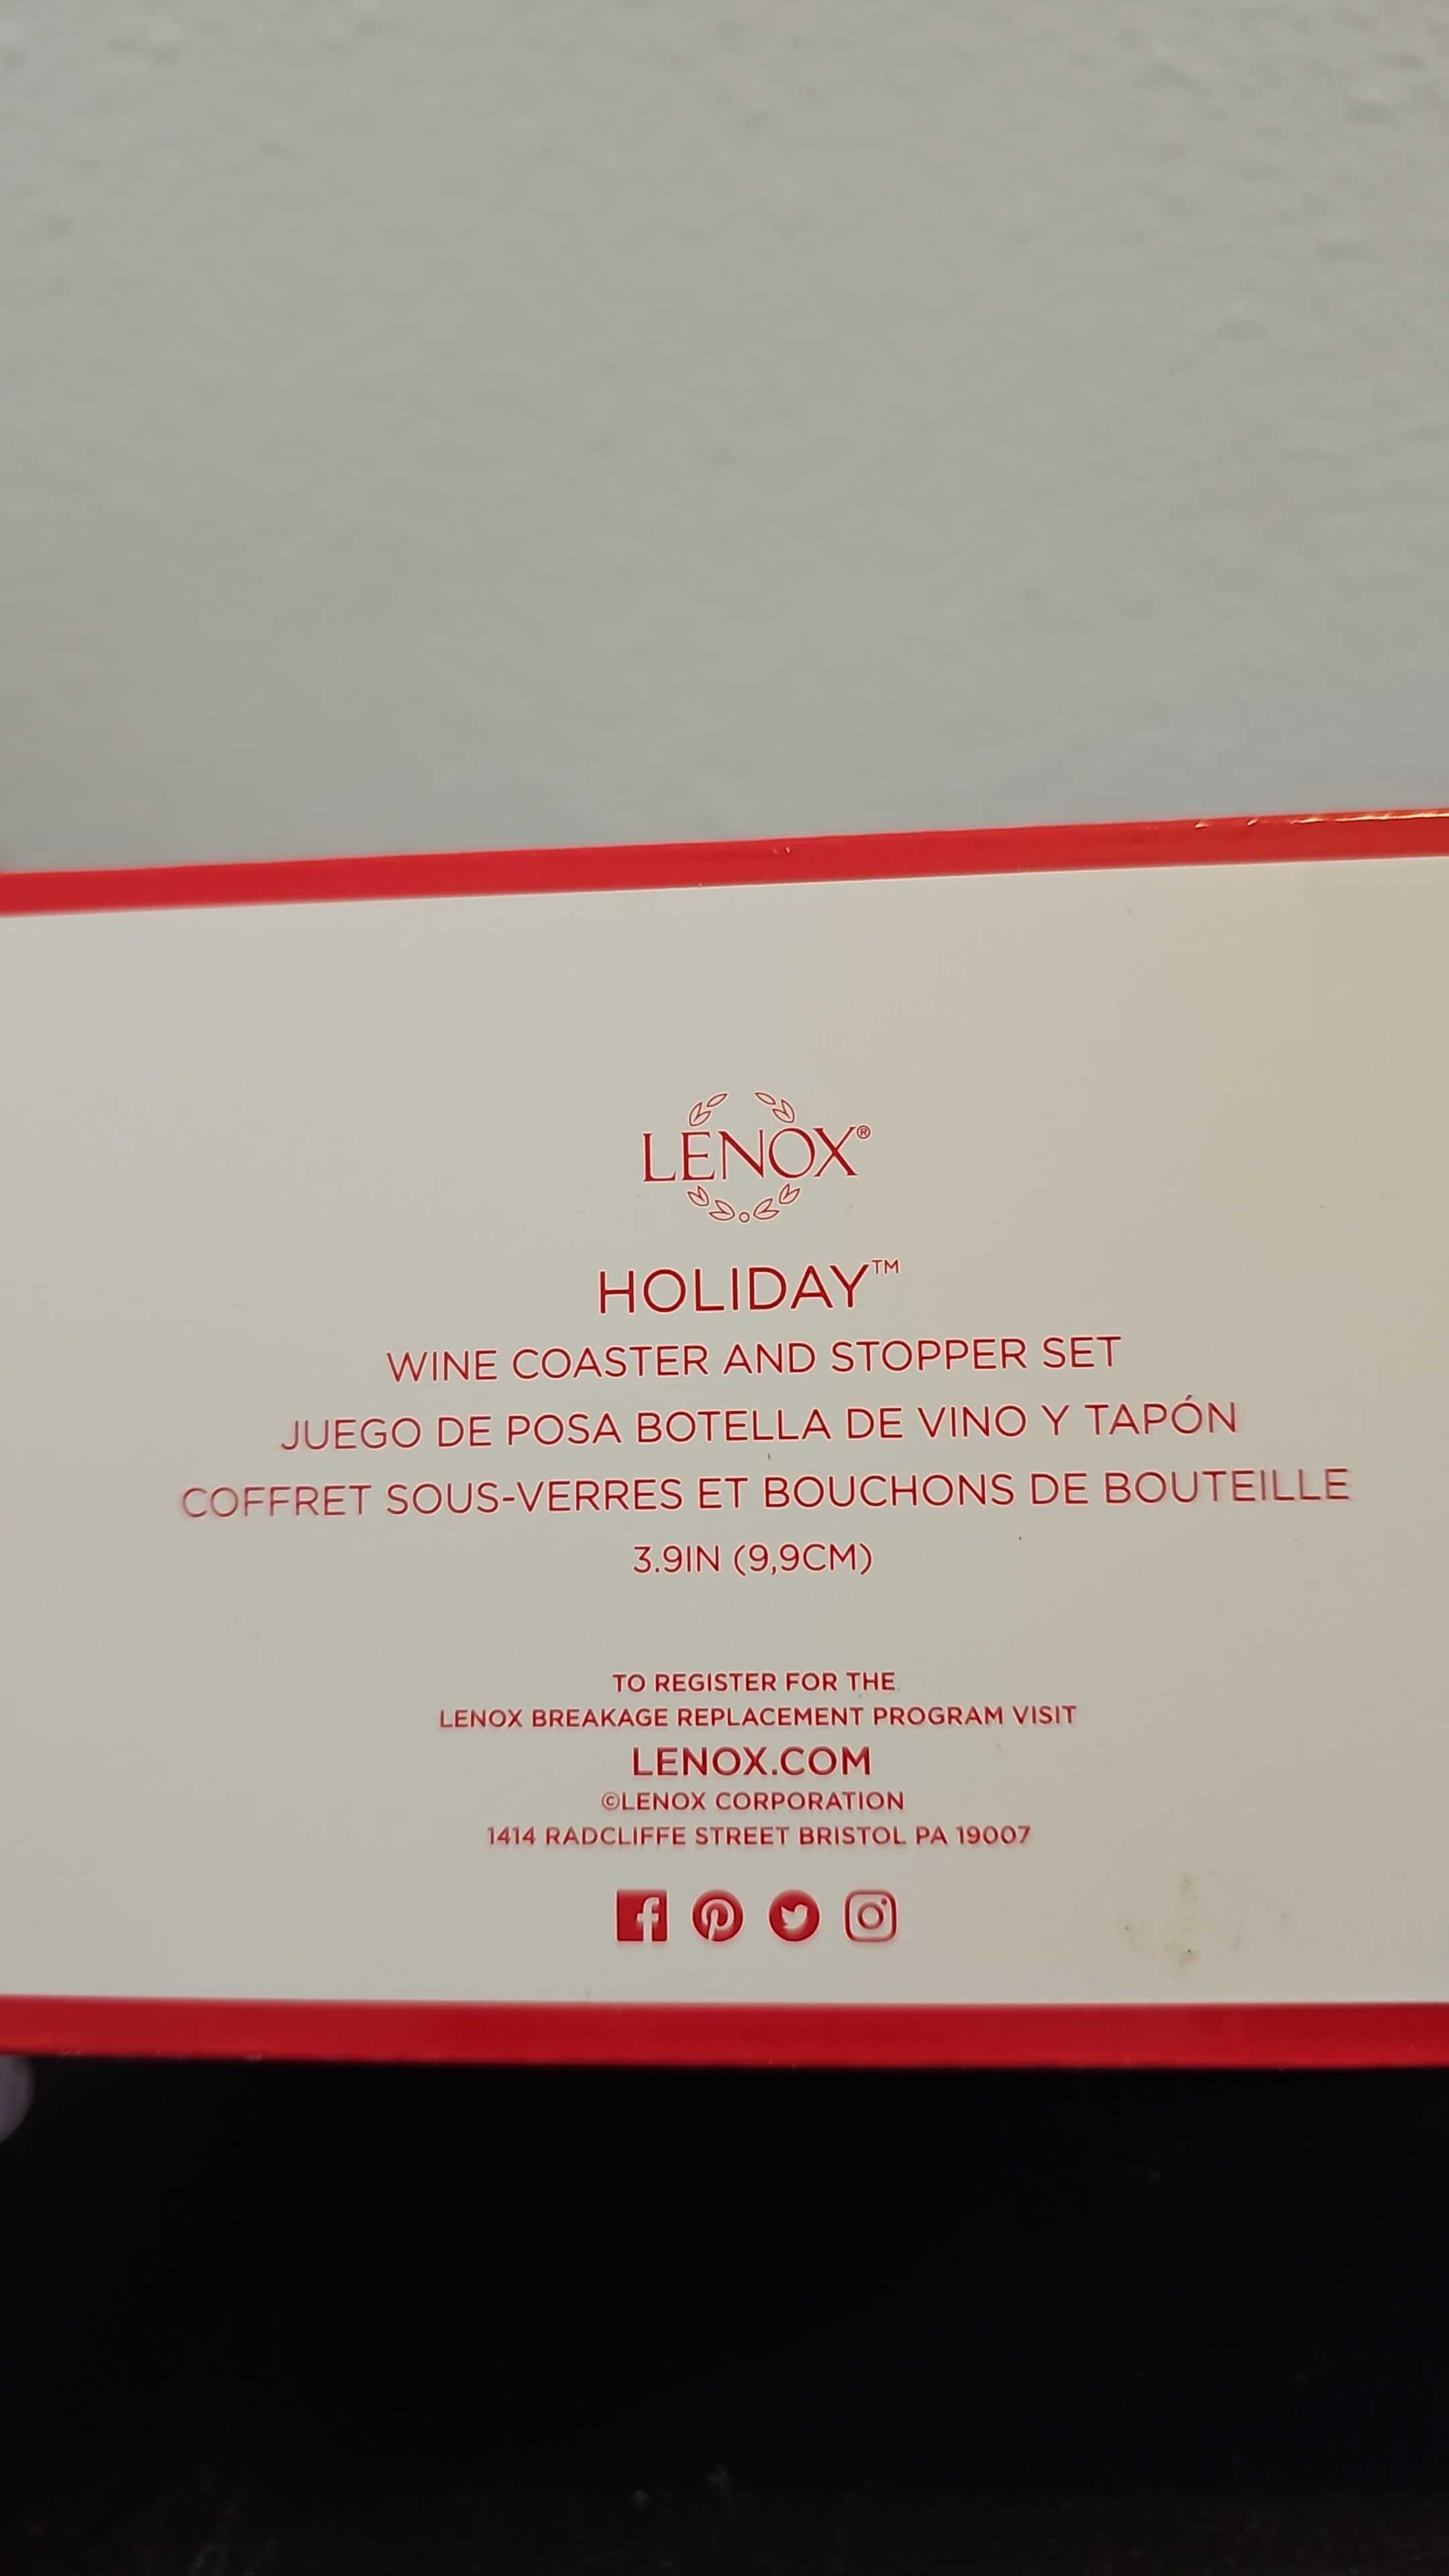 LENOX®
HOLIDAY™
WINE COASTER AND STOPPER SET
JUEGO DE POSA BOTELLA DE VINO Y TAPÓN
COFFRET SOUS-VERRES ET BOUCHONS DE BOUTEILLE
3.9IN (9,9CM)
TO REGISTER FOR THE
LENOX BREAKAGE REPLACEMENT PROGRAM VISIT
LENOX.COM
©LENOX CORPORATION
1414 RADCLIFFE STREET BRISTOL PA 19007